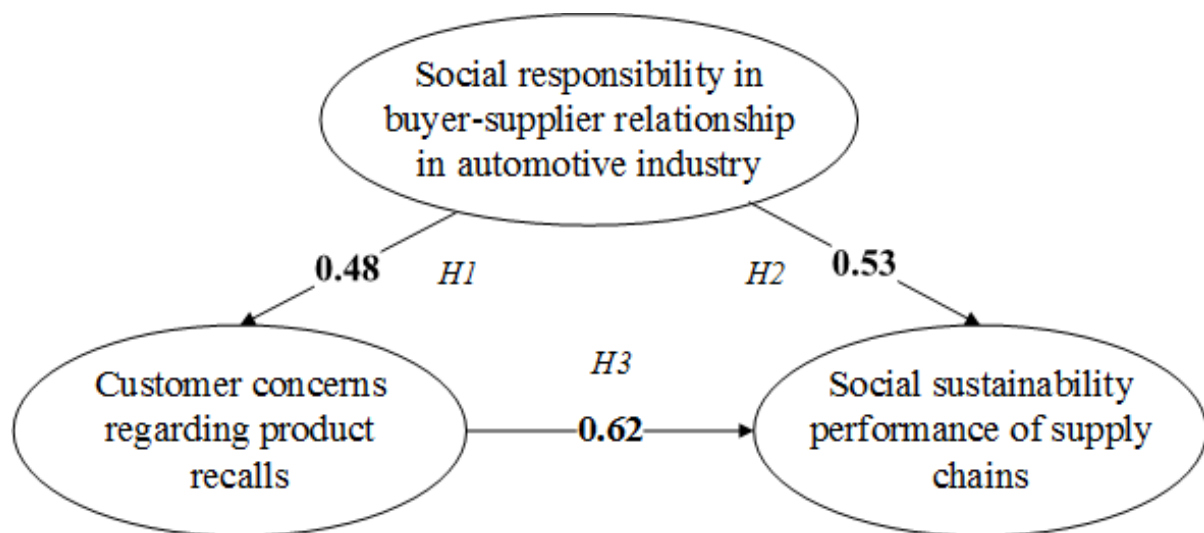 Social responsibility in
buyer-supplier relationship
in automotive industry
0.48
H1
H2
0.53
H3
Customer concerns
regarding product
recalls
0.62
Social sustainability
performance of supply
chains